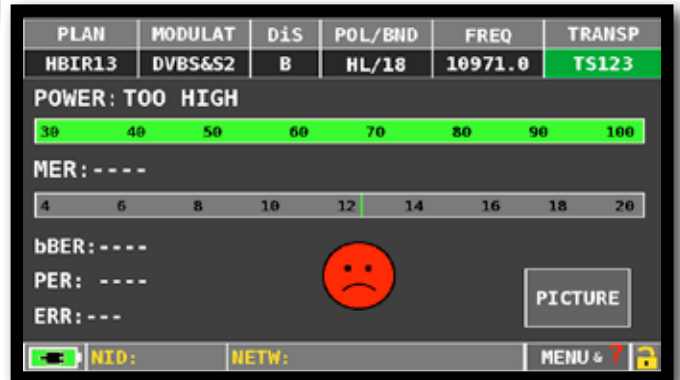 PLAN MODULAT DiS POL/BND FREQ TRANSP
HBIR13 DVBS&S2 B HL/18 10971.0 TS123
POWER: TOO HIGH
30 40 50 60 70 80 90 100
MER:----
4 6 8 10 12 14 16 18 20
bBER:----
PER: ----
PICTURE
ERR:---
NID: NETW: MENU & ?